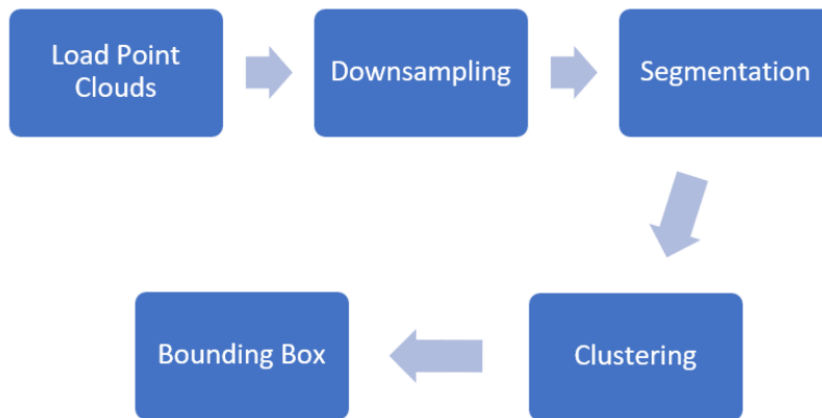 Load Point
Clouds
Downsampling
Segmentation
Clustering
Bounding Box